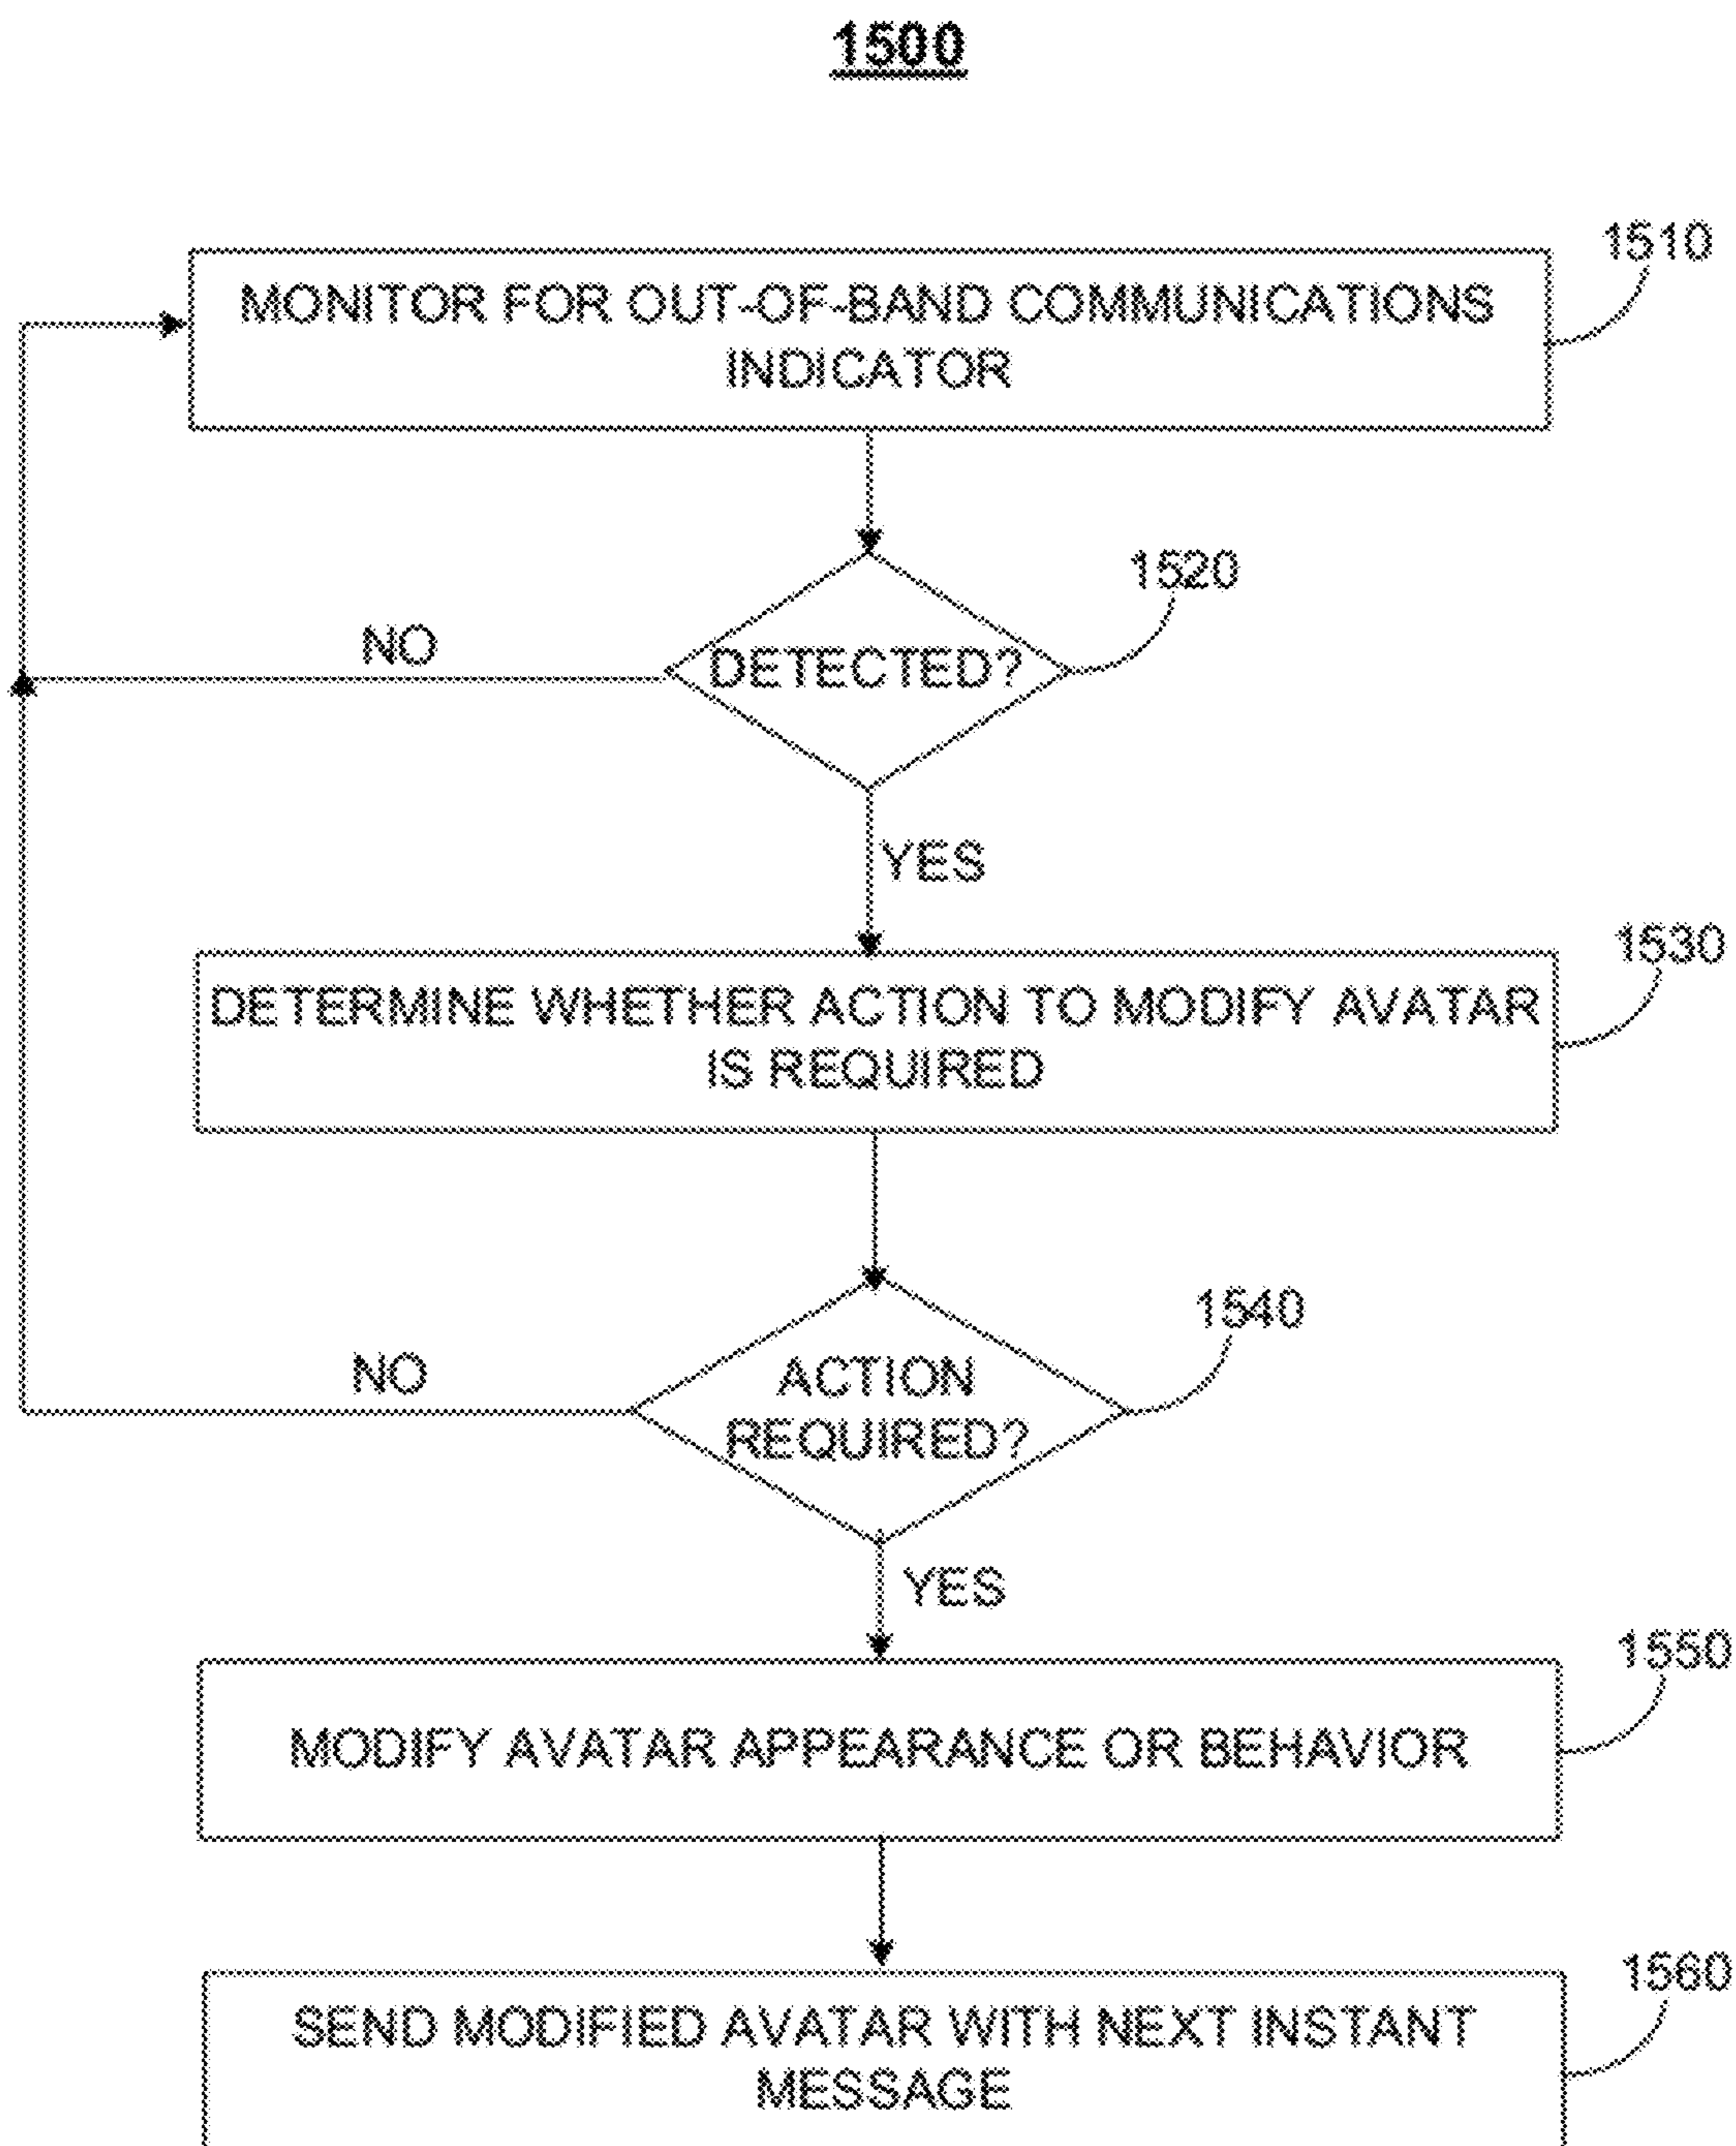 1500
1510
MONITOR FOR OUT-OF-BAND COMMUNICATIONS
INDICATOR
1520
NO
DETECTED?
YES
1530
DETERMINE WHETHER ACTION TO MODIFY AVATAR
IS REQUIRED
1540
NO
ACTION
REQUIRED?
YES
1550
MODIFY AVATAR APPEARANCE OR BEHAVIOR
1560
SEND MODIFIED AVATAR WITH NEXT INSTANT
MESSAGE